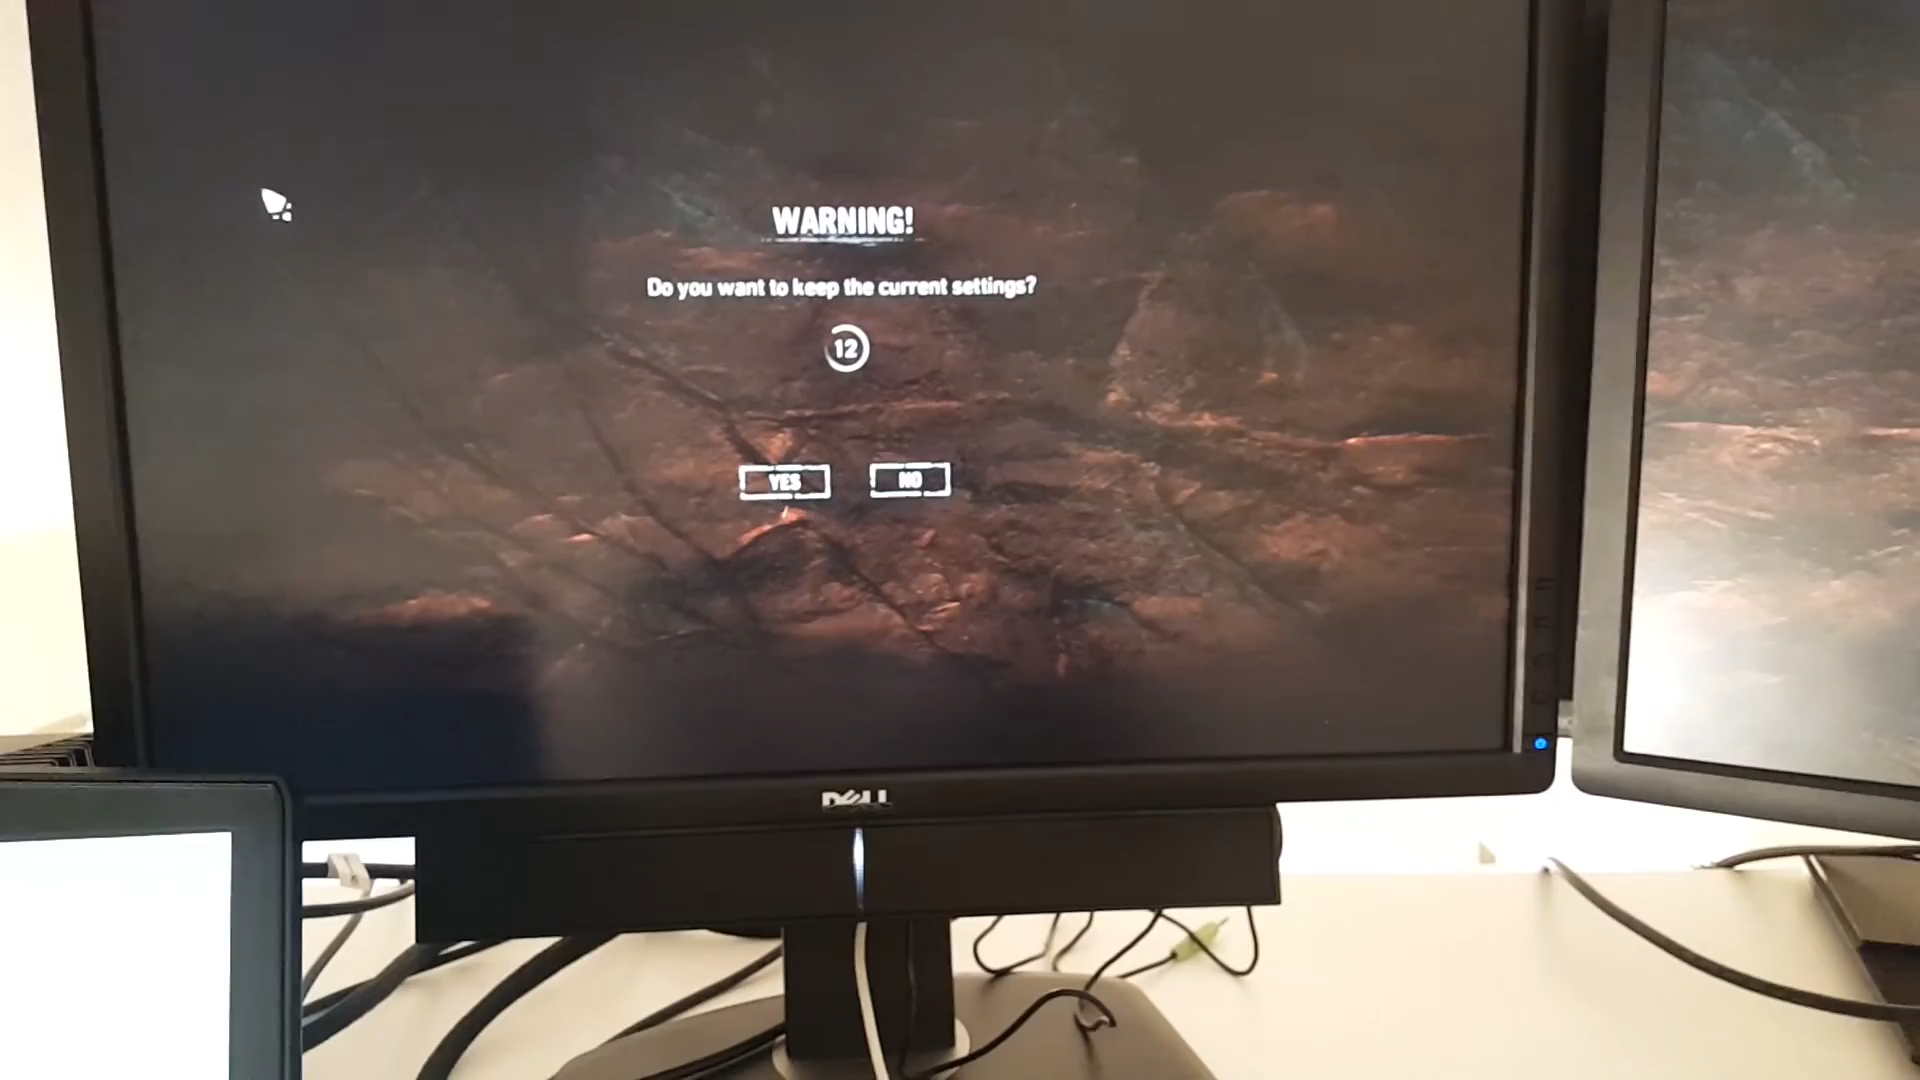 WARNING!
Do you want to keep the current settings?
12
YES
NO
DELL